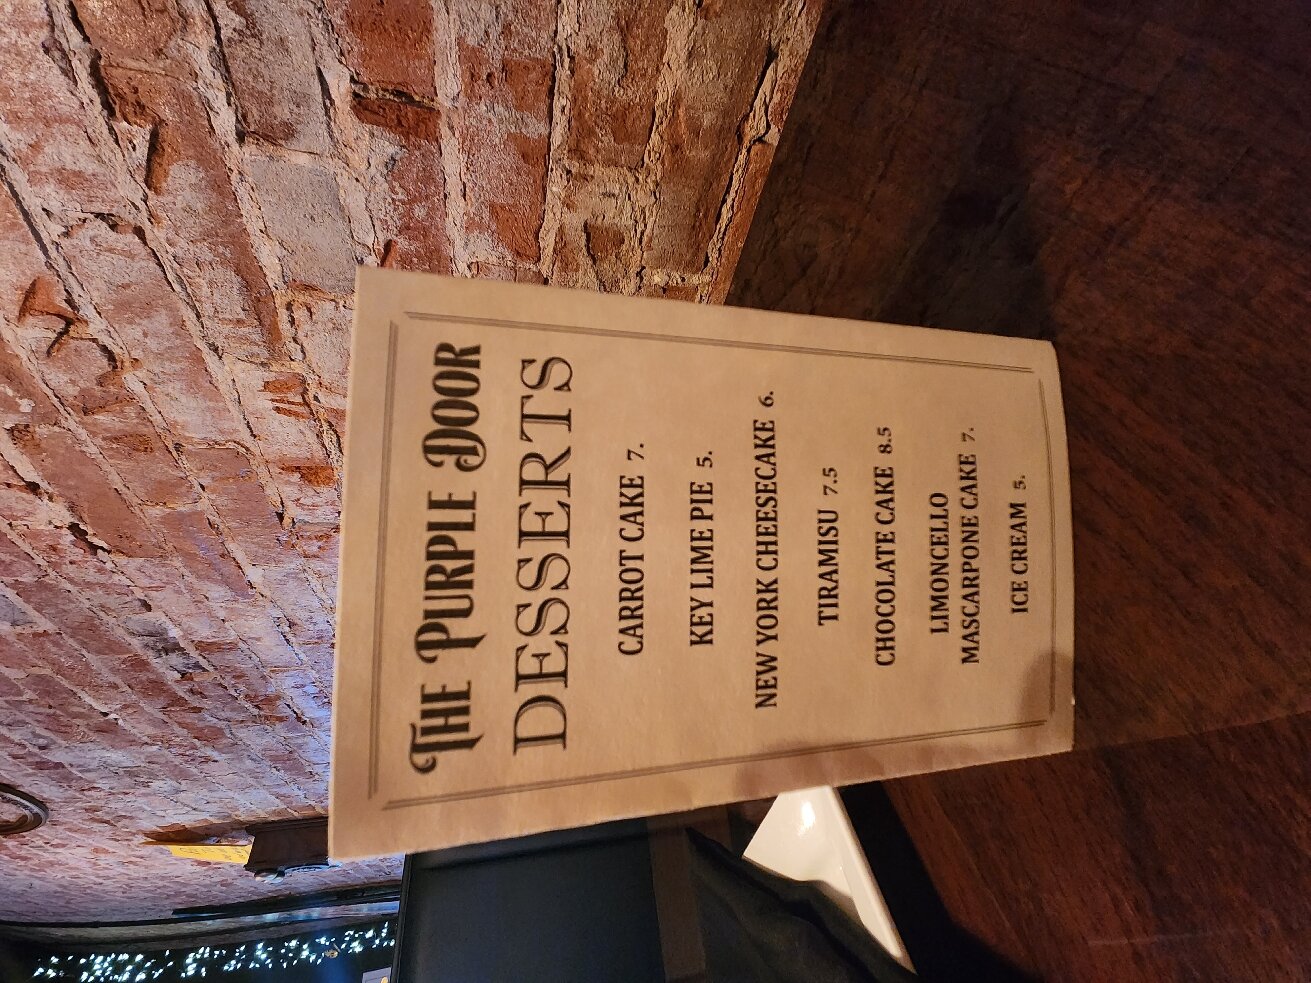 THE PURPLE DOOR
DESSERTS
CARROT CAKE 7.
KEY LIME PIE 5.
NEW YORK CHEESECAKE 6.
TIRAMISU 7.5
CHOCOLATE CAKE 8.5
LIMONCELLO
MASCARPONE CAKE 7.
ICE CREAM 5.